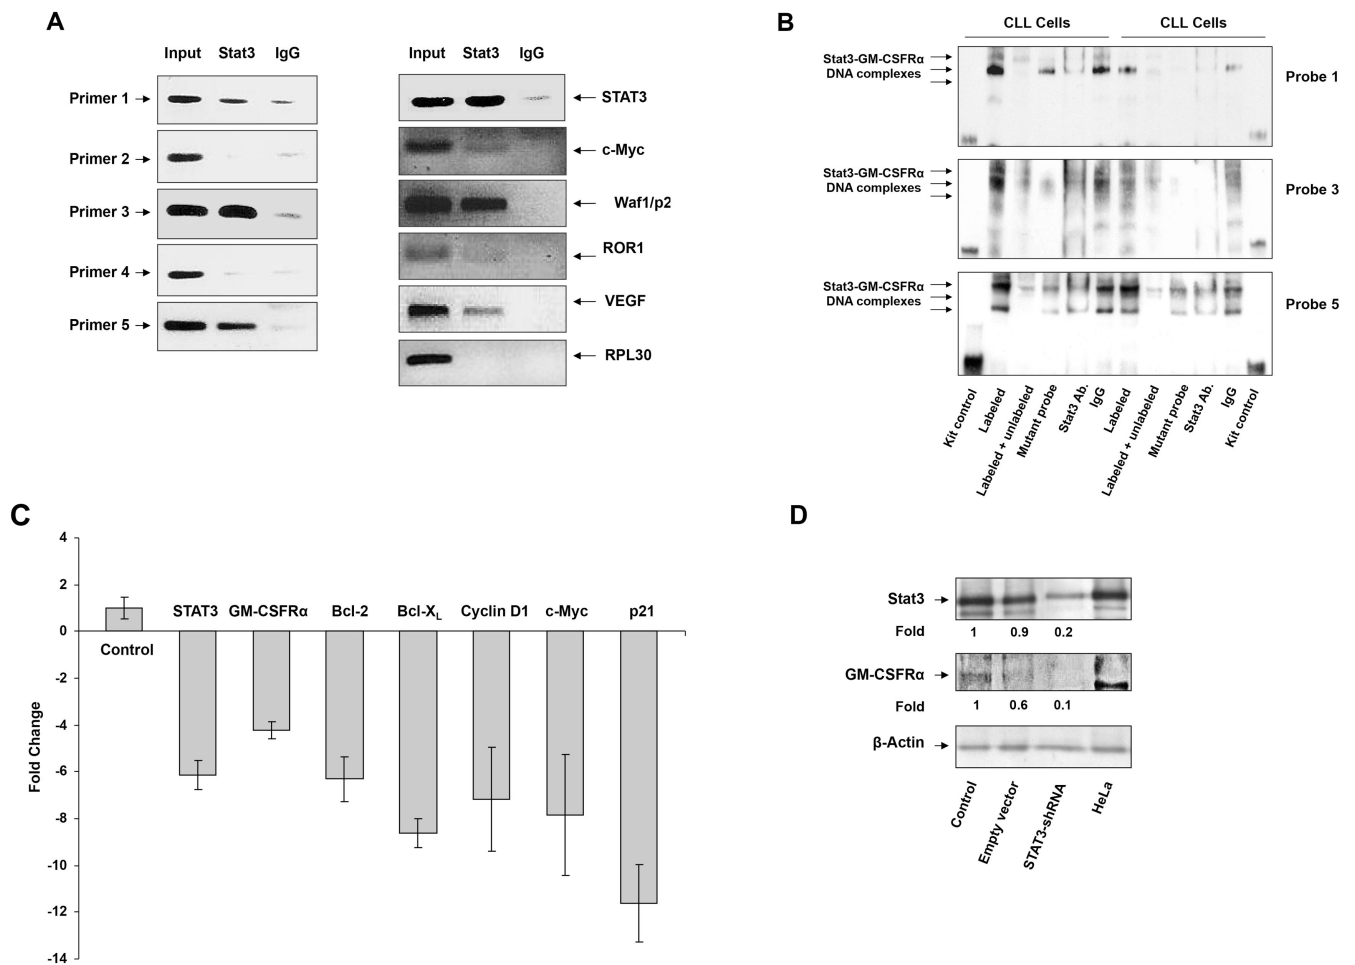 A
Input Stat3 IgG
Primer 1
Primer 2
Primer 3
Primer 4
Primer 5
Input Stat3 IgG
STAT3
c-Myc
Waf1/p2
ROR1
VEGF
RPL30
B
CLL Cells CLL Cells
Stat3-GM-CSFRα
DNA complexes
Probe 1
Stat3-GM-CSFRα
DNA complexes
Probe 3
Stat3-GM-CSFRα
DNA complexes
Probe 5
Kit control
Labeled
Labeled + unlabeled
Mutant probe
Stat3 Ab.
IgG
Labeled
Labeled + unlabeled
Mutant probe
Stat3 Ab.
IgG
Kit control
C
Fold Change
4
2
0
-2
-4
-6
-8
-10
-12
-14
Control
STAT3 GM-CSFRα Bcl-2 Bcl-XL Cyclin D1 c-Myc p21
D
Stat3
Fold 1 0.9 0.2
GM-CSFRα
Fold 1 0.6 0.1
β-Actin
Control
Empty vector
STAT3-shRNA
HeLa